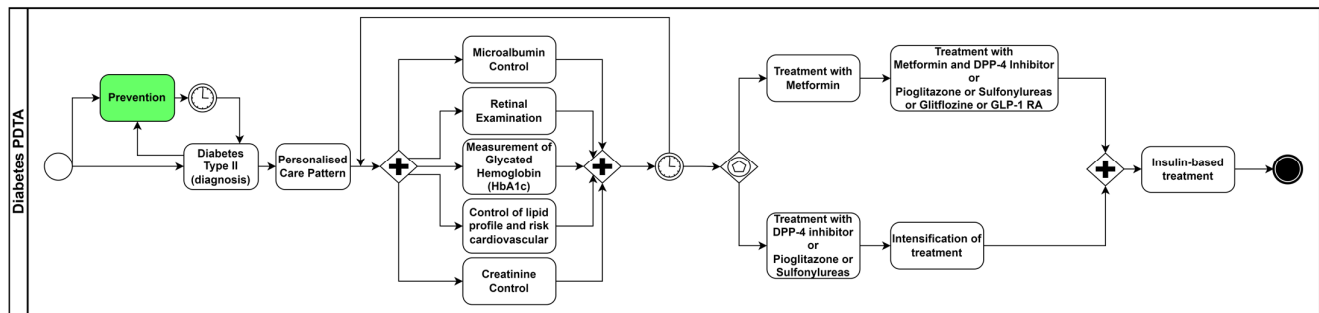 Diabetes PDTA
Prevention
Diabetes
Type II
(diagnosis)
Personalised
Care Pattern
Microalbumin
Control
Retinal
Examination
Measurement of
Glycated
Hemoglobin
(HbA1c)
Control of lipid
profile and risk
cardiovascular
Creatinine
Control
Treatment with
Metformin
Treatment with
Metformin and DPP-4 Inhibitor
or
Pioglitazone or Sulfonylureas
or Glitflozine or GLP-1 RA
Treatment with
DPP-4 inhibitor
or
Pioglitazone or
Sulfonylureas
Intensification of
treatment
Insulin-based
treatment